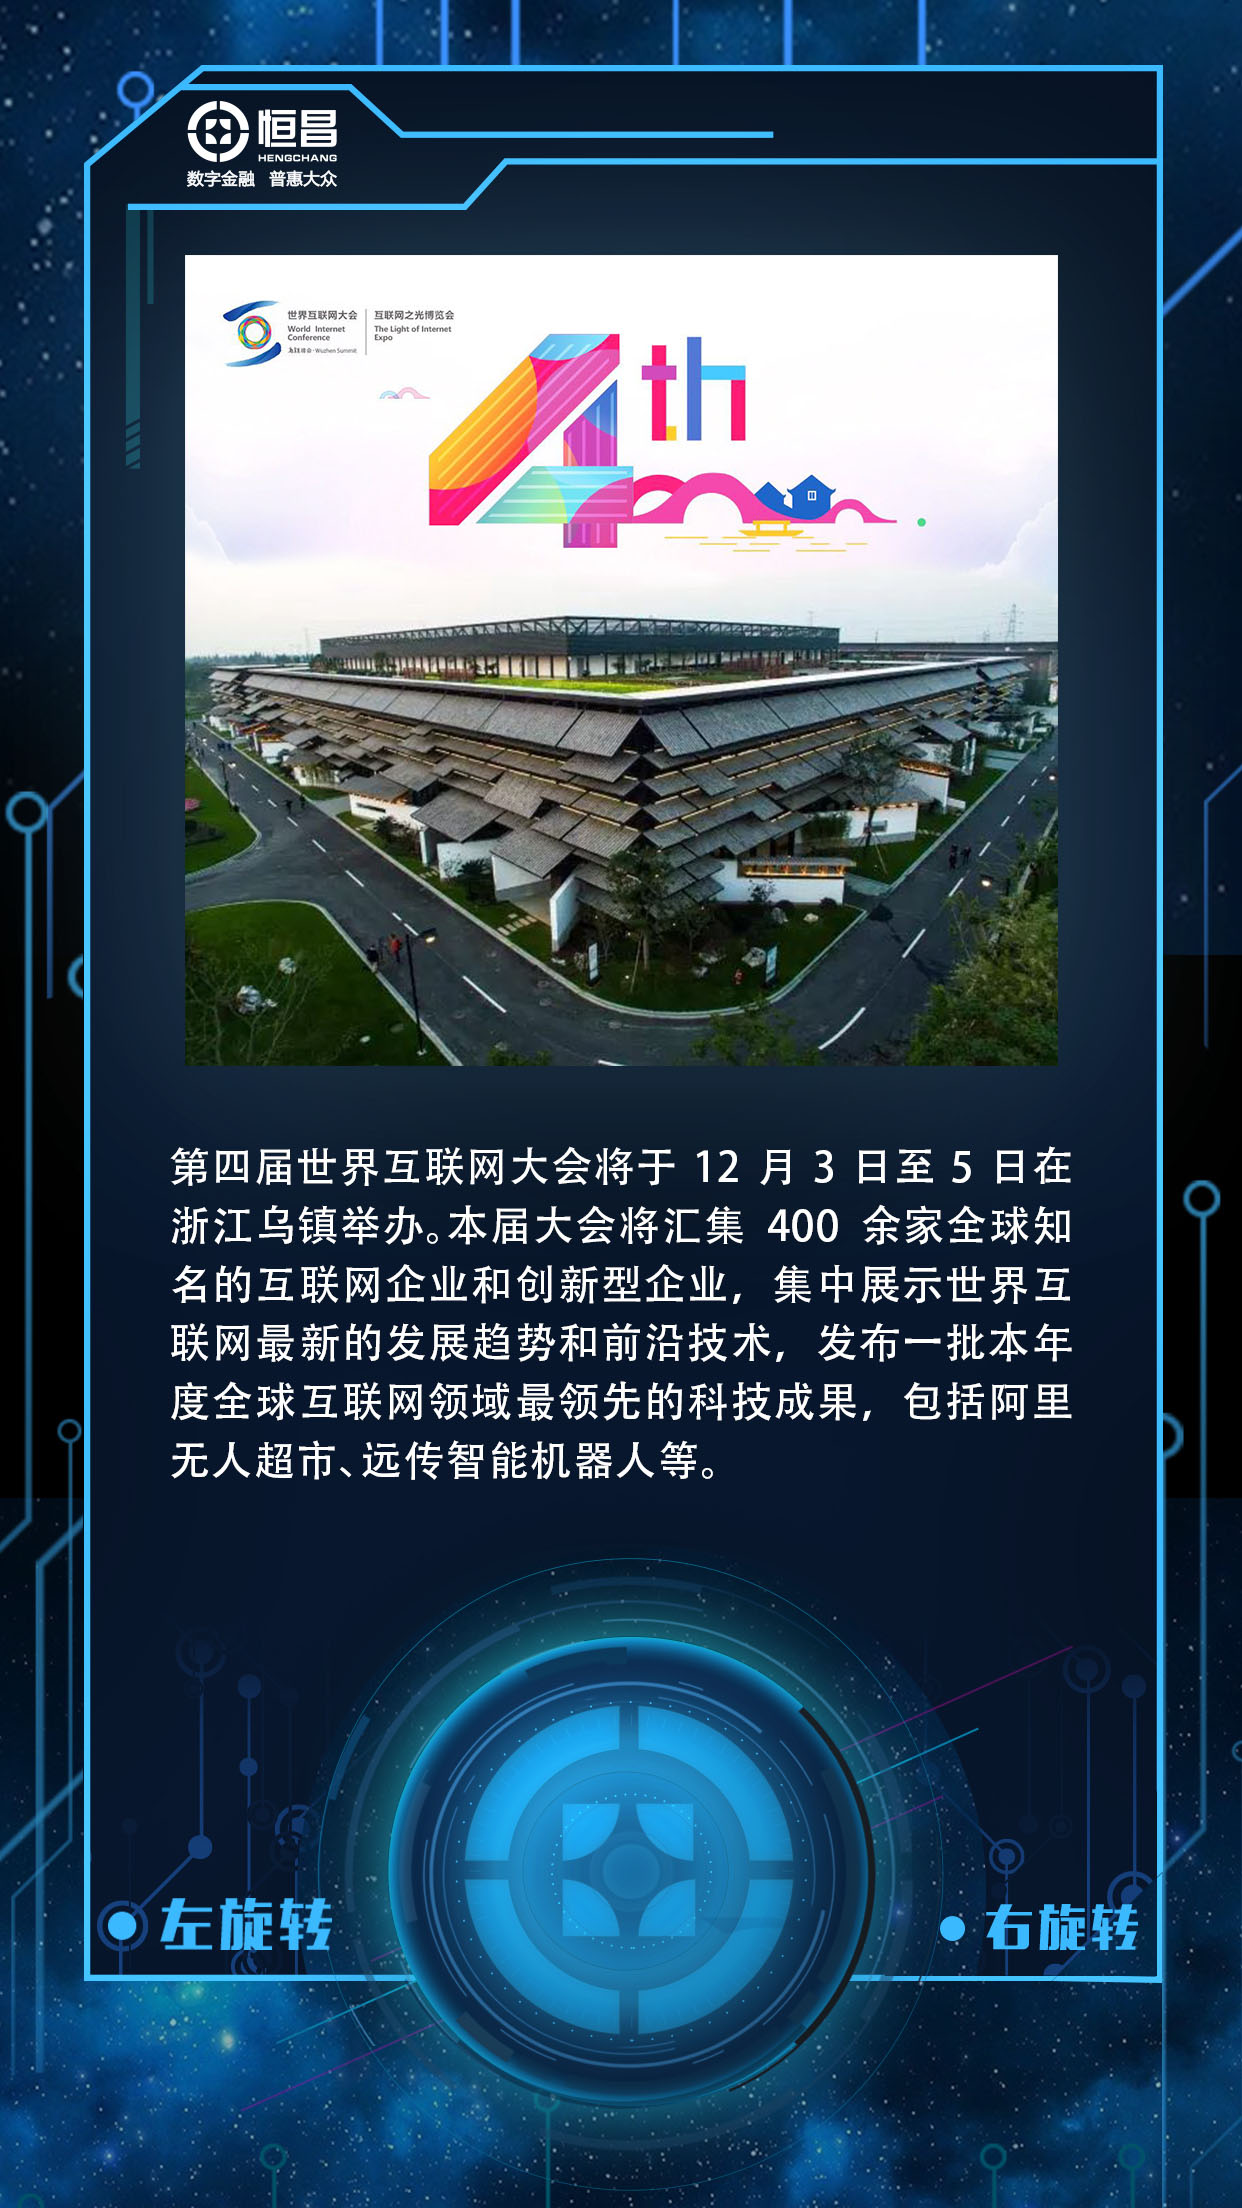 恒昌
HENGCHANG
数字金融 普惠大众
世界互联网大会
World Internet
Conference
乌镇峰会·Wuzhen Summit
互联网之光博览会
The Light of Internet
Expo
4th
第四届世界互联网大会将于 12 月 3 日至 5 日在
浙江乌镇举办。本届大会将汇集 400 余家全球知
名的互联网企业和创新型企业，集中展示世界互
联网最新的发展趋势和前沿技术，发布一批本年
度全球互联网领域最领先的科技成果，包括阿里
无人超市、远传智能机器人等。
左旋转
右旋转